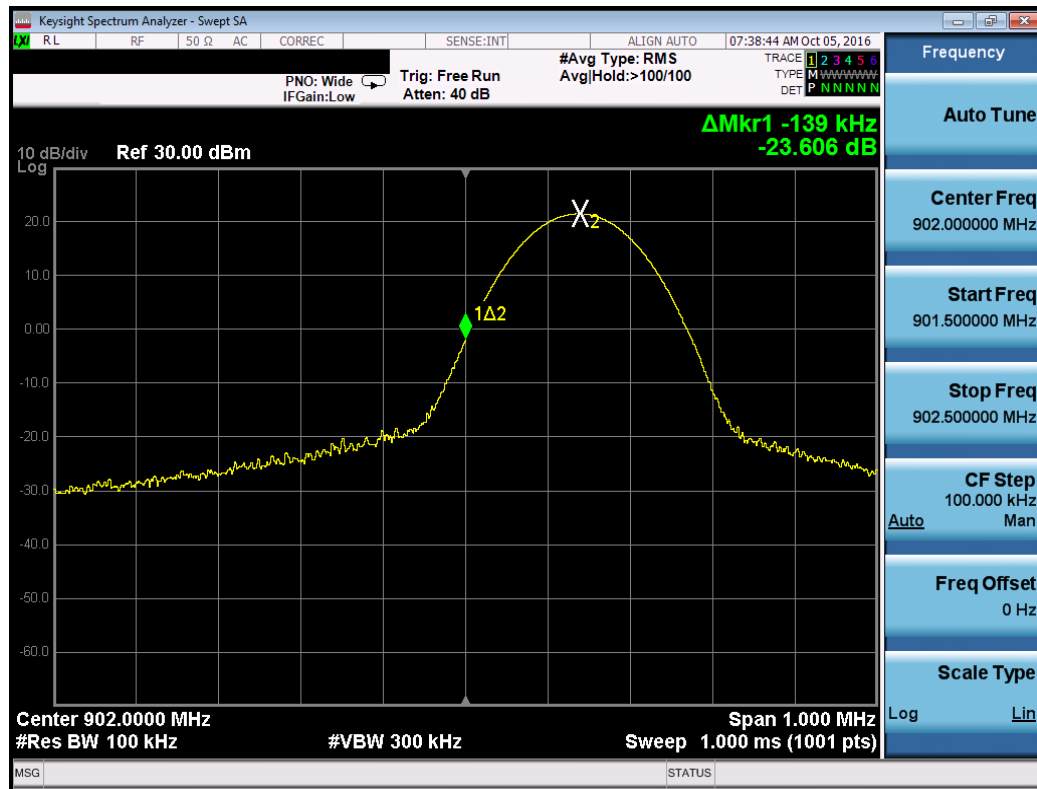 Keysight Spectrum Analyzer - Swept SA
LXI RL RF 50 Ω AC CORREC SENSE:INT ALIGN AUTO 07:38:44 AM Oct 05, 2016
PNO: Wide
IFGain:Low
Trig: Free Run
Atten: 40 dB
#Avg Type: RMS
Avg|Hold:>100/100
TRACE 1 2 3 4 5 6
TYPE M WWWWW
DET P N N N N N
ΔMkr1 -139 kHz
-23.606 dB
10 dB/div Ref 30.00 dBm
Log
20.0
10.0
0.00
-10.0
-20.0
-30.0
-40.0
-50.0
-60.0
X2
1Δ2
Center 902.0000 MHz Span 1.000 MHz
#Res BW 100 kHz #VBW 300 kHz Sweep 1.000 ms (1001 pts)
MSG STATUS
Frequency
Auto Tune
Center Freq
902.000000 MHz
Start Freq
901.500000 MHz
Stop Freq
902.500000 MHz
CF Step
100.000 kHz
Auto Man
Freq Offset
0 Hz
Scale Type
Log Lin